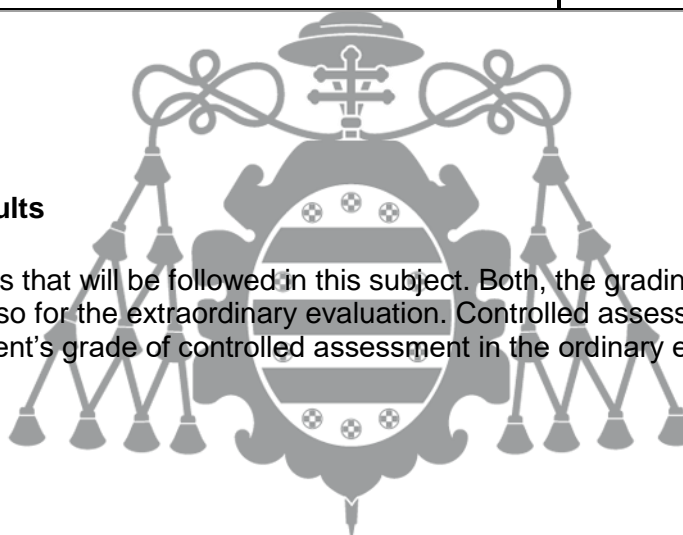 ults
s that will be followed in this subject. Both, the gradin
so for the extraordinary evaluation. Controlled assess
ent's grade of controlled assessment in the ordinary e